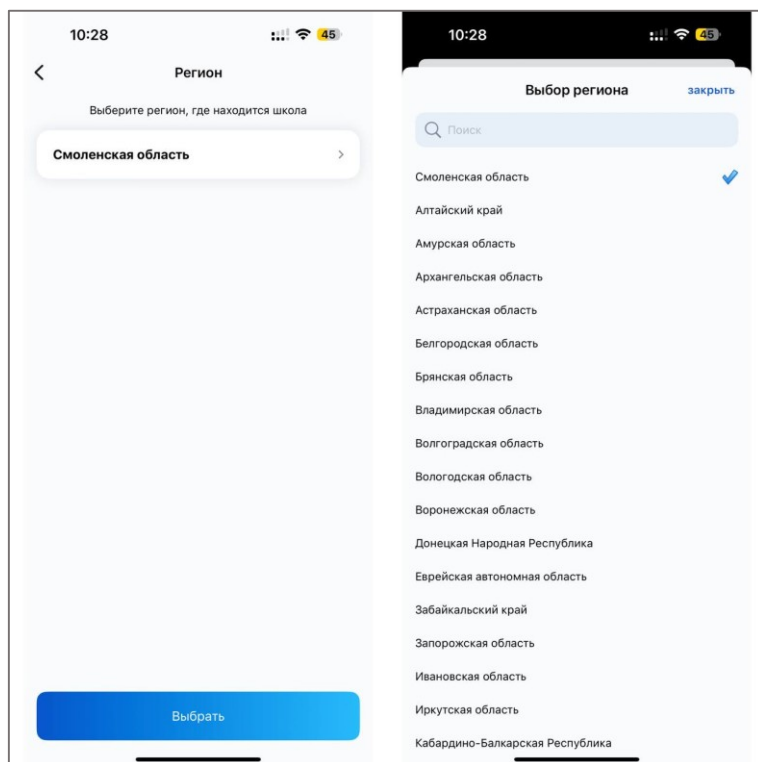 10:28
45
Регион
Выберите регион, где находится школа
Смоленская область
Выбрать
10:28
45
Выбор региона
закрыть
Поиск
Смоленская область
Алтайский край
Амурская область
Архангельская область
Астраханская область
Белгородская область
Брянская область
Владимирская область
Волгоградская область
Вологодская область
Воронежская область
Донецкая Народная Республика
Еврейская автономная область
Забайкальский край
Запорожская область
Ивановская область
Иркутская область
Кабардино-Балкарская Республика